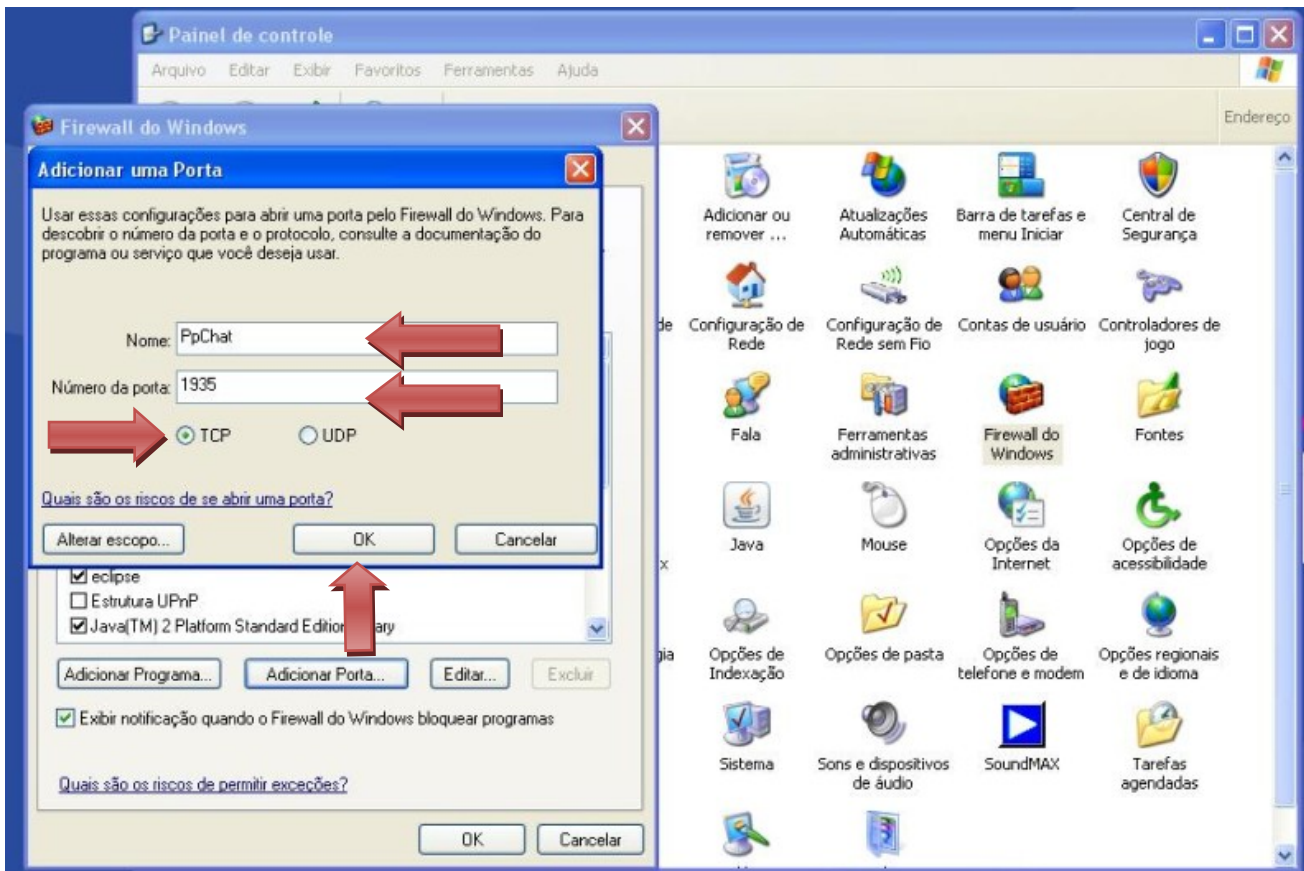 Painel de controle
Arquivo Editar Exibir Favoritos Ferramentas Ajuda
Endereço
Firewall do Windows
Adicionar uma Porta
Usar essas configurações para abrir uma porta pelo Firewall do Windows. Para
descobrir o número da porta e o protocolo, consulte a documentação do
programa ou serviço que você deseja usar.
Nome: PpChat
Número da porta: 1935
TCP UDP
Quais são os riscos de se abrir uma porta?
Alterar escopo... OK Cancelar
eclipse
Estrutura UPnP
Java(TM) 2 Platform Standard Edition
Adicionar Programa... Adicionar Porta... Editar... Excluir
Exibir notificação quando o Firewall do Windows bloquear programas
Quais são os riscos de permitir exceções?
OK Cancelar
Adicionar ou
remover ...
Atualizações
Automáticas
Barra de tarefas e
menu Iniciar
Central de
Segurança
de
Configuração de
Rede
Configuração de
Rede sem Fio
Contas de usuário
Controladores de
jogo
Fala
Ferramentas
administrativas
Firewall do
Windows
Fontes
x
Java
Mouse
Opções da
Internet
Opções de
acessibilidade
gia
Opções de
Indexação
Opções de pasta
Opções de
telefone e modem
Opções regionais
e de idioma
Sistema
Sons e dispositivos
de áudio
SoundMAX
Tarefas
agendadas